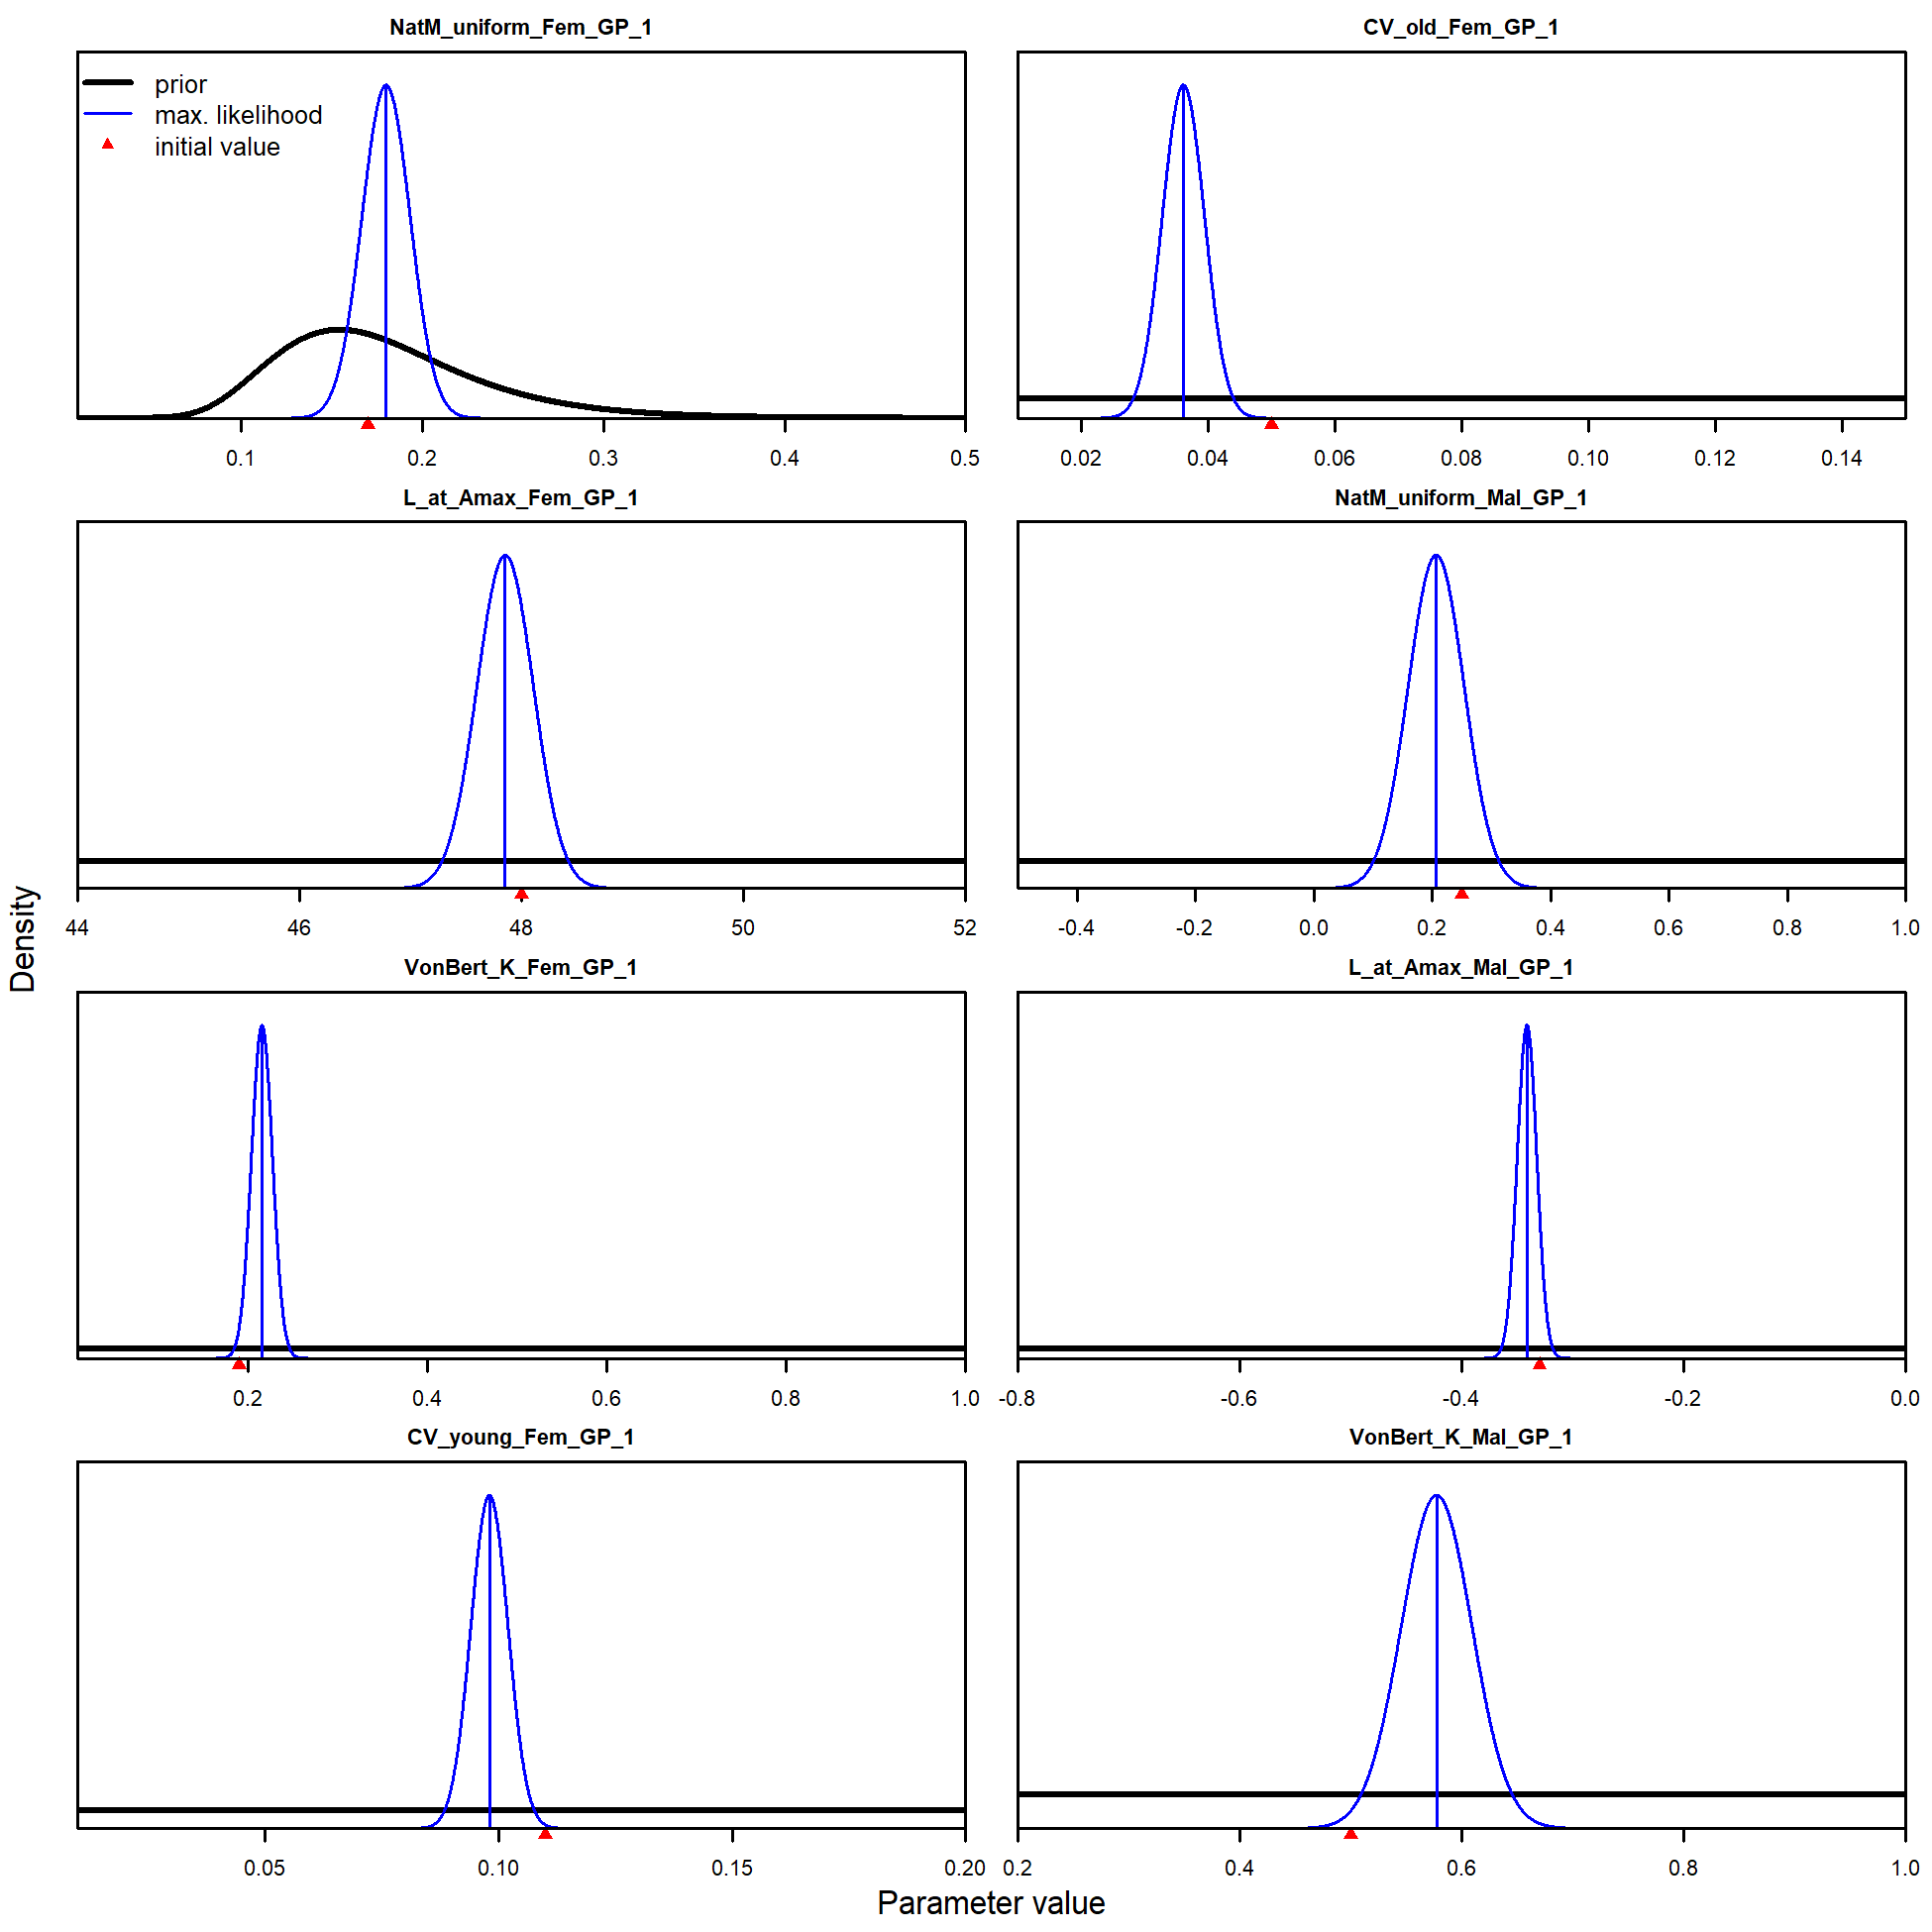 NatM_uniform_Fem_GP_1
prior
max. likelihood
initial value
0.1 0.2 0.3 0.4 0.5
CV_old_Fem_GP_1
0.02 0.04 0.06 0.08 0.10 0.12 0.14
L_at_Amax_Fem_GP_1
44 46 48 50 52
NatM_uniform_Mal_GP_1
-0.4 -0.2 0.0 0.2 0.4 0.6 0.8 1.0
VonBert_K_Fem_GP_1
0.2 0.4 0.6 0.8 1.0
L_at_Amax_Mal_GP_1
-0.8 -0.6 -0.4 -0.2 0.0
CV_young_Fem_GP_1
0.05 0.10 0.15 0.20
VonBert_K_Mal_GP_1
0.2 0.4 0.6 0.8 1.0
Density
Parameter value